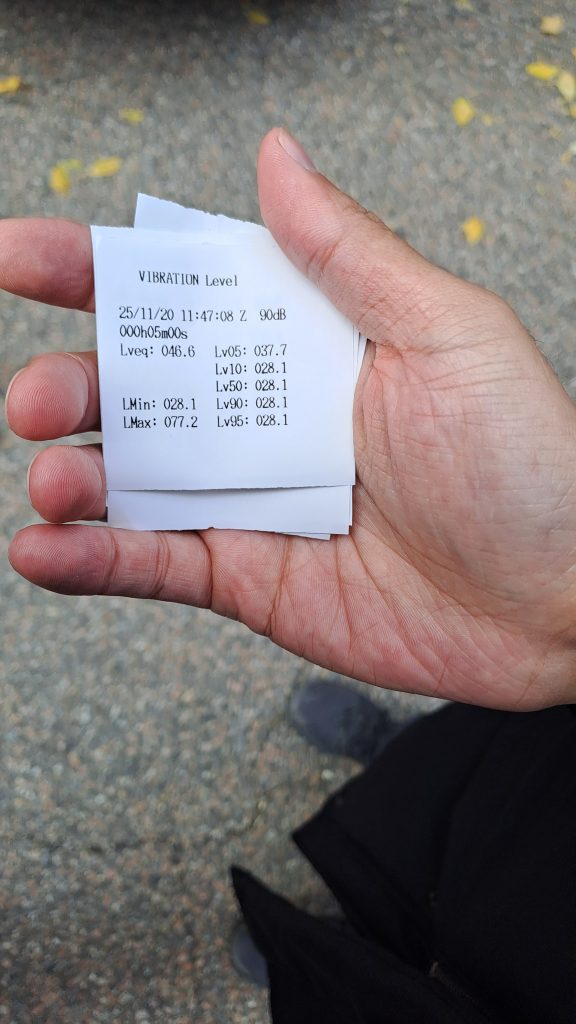 VIBRATION Level
25/11/20 11:47:08 Z 90dB
000h05m00s
Lveq: 046.6 Lv05: 037.7
Lv10: 028.1
Lv50: 028.1
LMin: 028.1 Lv90: 028.1
LMax: 077.2 Lv95: 028.1